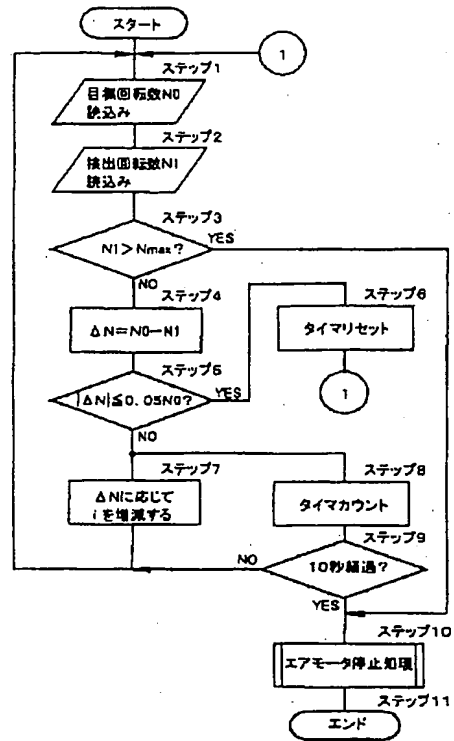 スタート
1
ステップ1
目標回転数N0
読込み
ステップ2
検出回転数N1
読込み
ステップ3
N1>Nmax?
YES
NO
ステップ4
ΔN=N0-N1
ステップ5
|ΔN|≦0.05N0?
YES
NO
ステップ6
タイマリセット
1
ステップ7
ΔNに応じて
iを増減する
ステップ8
タイマカウント
ステップ9
10秒経過?
NO
YES
ステップ10
エアモータ停止処理
ステップ11
エンド